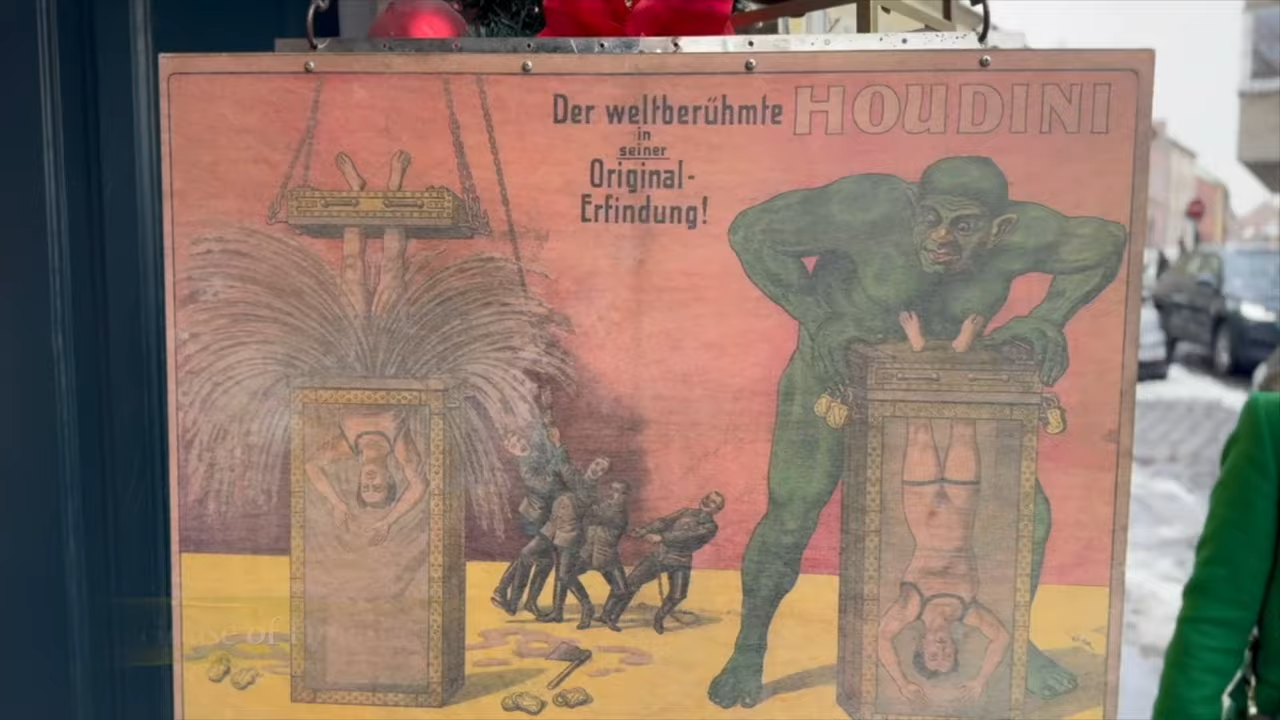 Der weltberühmte HOUDINI
in
seiner
Original-
Erfindung!